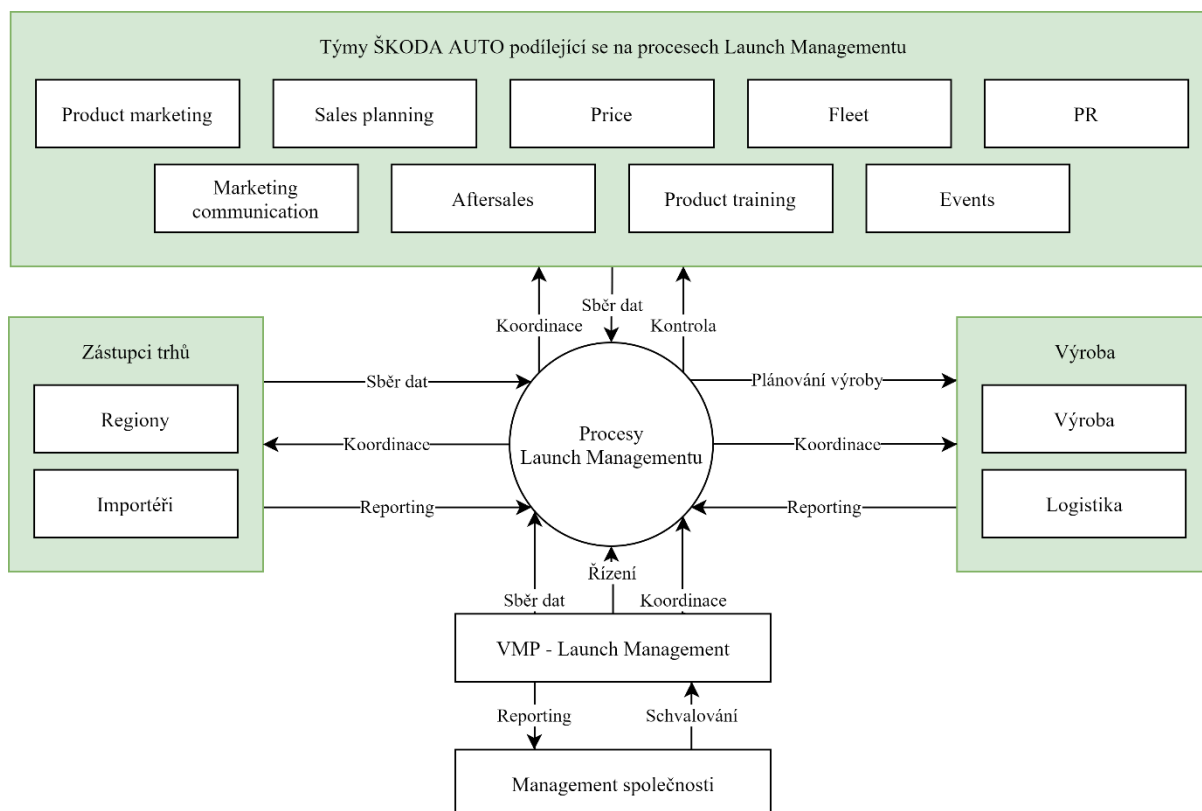 Týmy ŠKODA AUTO podílející se na procesech Launch Managementu
Product marketing
Sales planning
Price
Fleet
PR
Marketing
communication
Aftersales
Product training
Events
Koordinace
Sběr dat
Kontrola
Zástupci trhů
Regiony
Importéři
Sběr dat
Koordinace
Reporting
Procesy
Launch Managementu
Plánování výroby
Koordinace
Reporting
Výroba
Výroba
Logistika
Sběr dat
Řízení
Koordinace
VMP - Launch Management
Reporting
Schvalování
Management společnosti